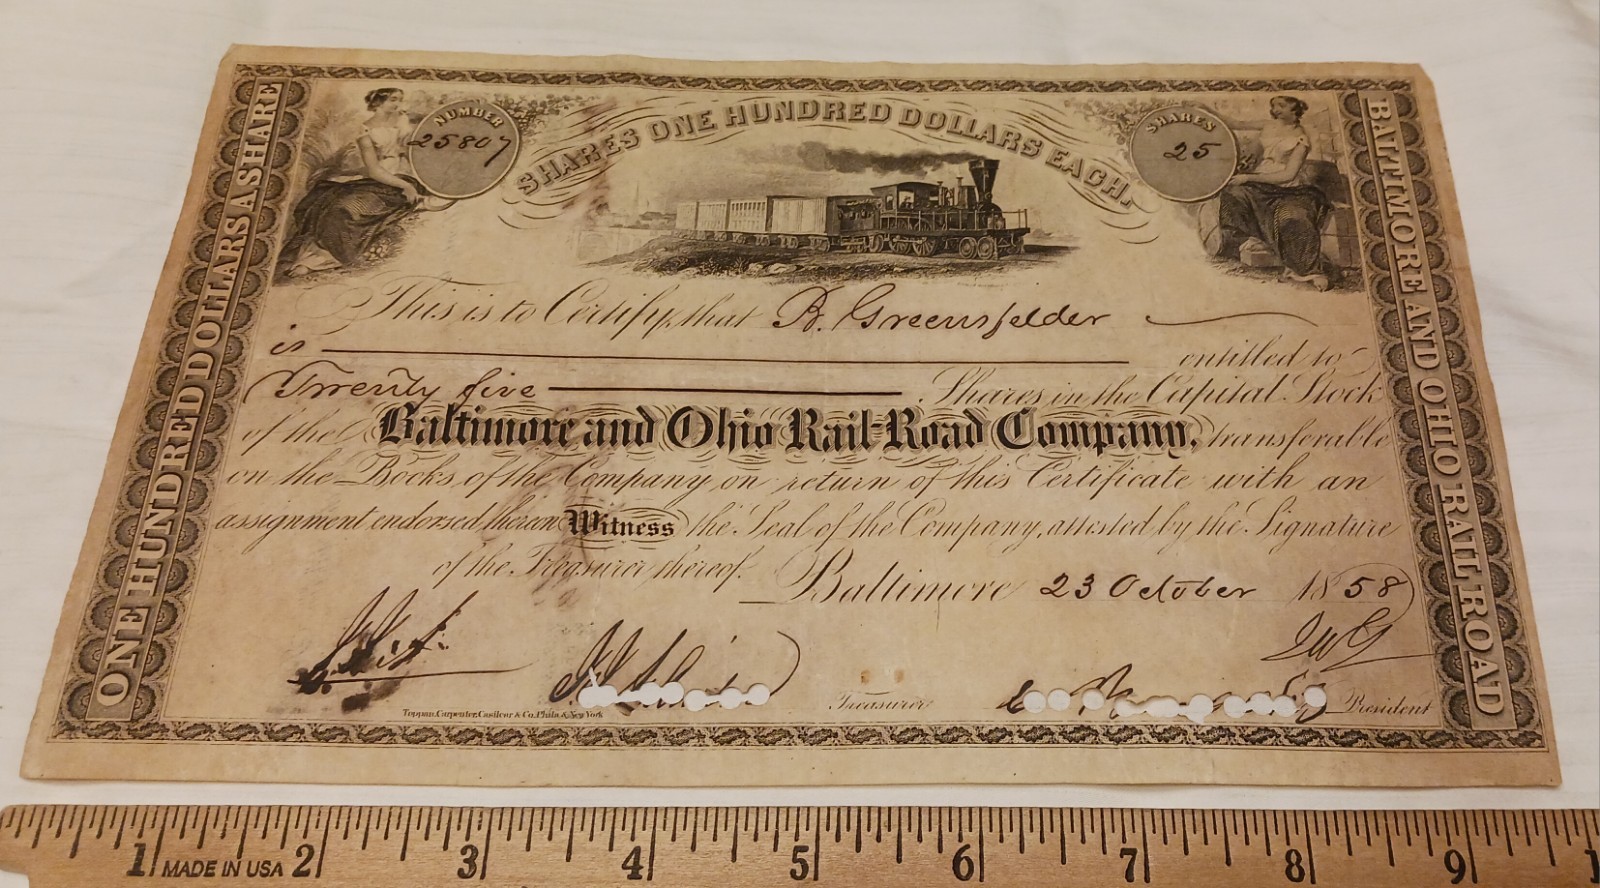 SHARES ONE HUNDRED DOLLARS EACH.
NUMBER
25807
SHARES
25
ONE HUNDRED DOLLARS A SHARE
BALTIMORE AND OHIO RAIL ROAD
This is to Certify that B. Greensfelder
is entitled to
Twenty five Shares in the Capital Stock
of the Baltimore and Ohio Rail-Road Company, transferable
on the Books of the Company on return of this Certificate with an
assignment endorsed thereon Witness the Seal of the Company, attested by the Signature
of the Treasurer thereof. Baltimore 23 October 1858
Treasurer
President
Toppan, Carpenter, Casilear & Co. Phila. & New York
1 MADE IN USA 2 3 4 5 6 7 8 9 1